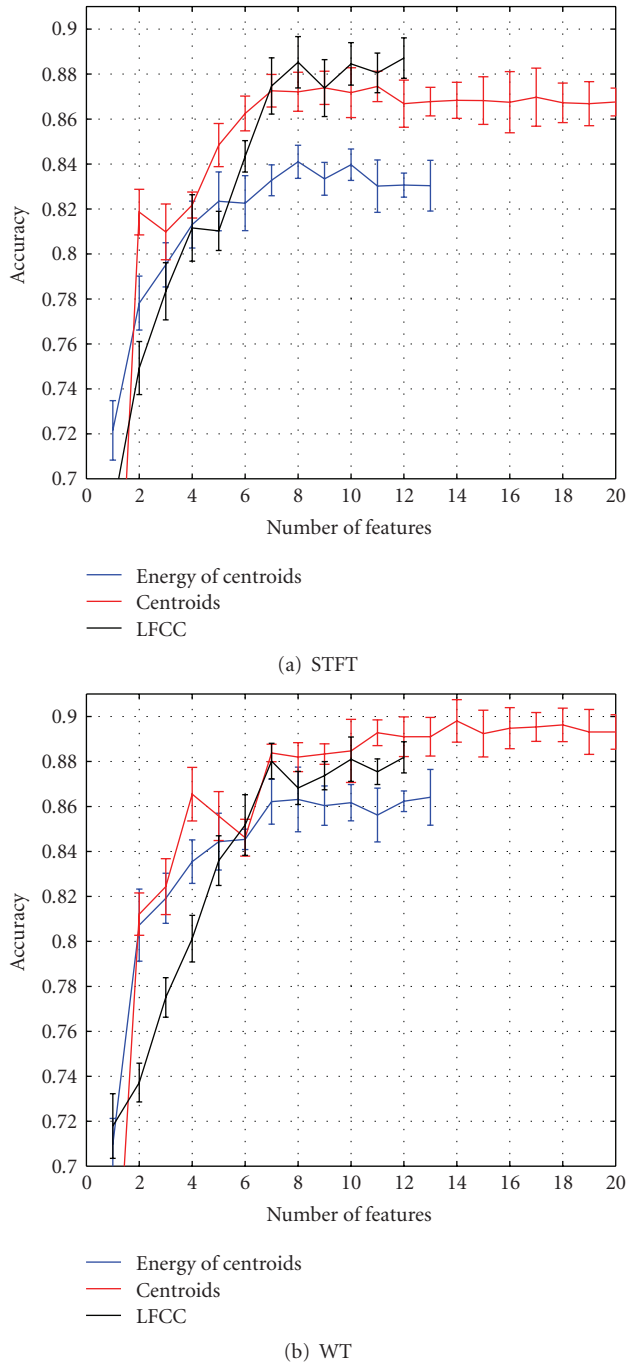 0.9
0.88
0.86
0.84
0.82
0.8
0.78
0.76
0.74
0.72
0.7
Accuracy
0 2 4 6 8 10 12 14 16 18 20
Number of features
Energy of centroids
Centroids
LFCC
(a) STFT
0.9
0.88
0.86
0.84
0.82
0.8
0.78
0.76
0.74
0.72
0.7
Accuracy
0 2 4 6 8 10 12 14 16 18 20
Number of features
Energy of centroids
Centroids
LFCC
(b) WT